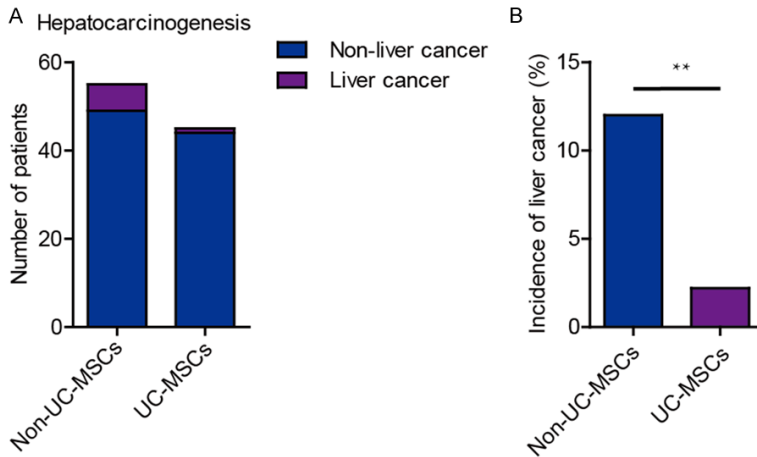 A
Hepatocarcinogenesis
Non-liver cancer
Liver cancer
Number of patients
60
40
20
0
Non-UC-MSCs
UC-MSCs
B
Incidence of liver cancer (%)
15
10
5
0
**
Non-UC-MSCs
UC-MSCs